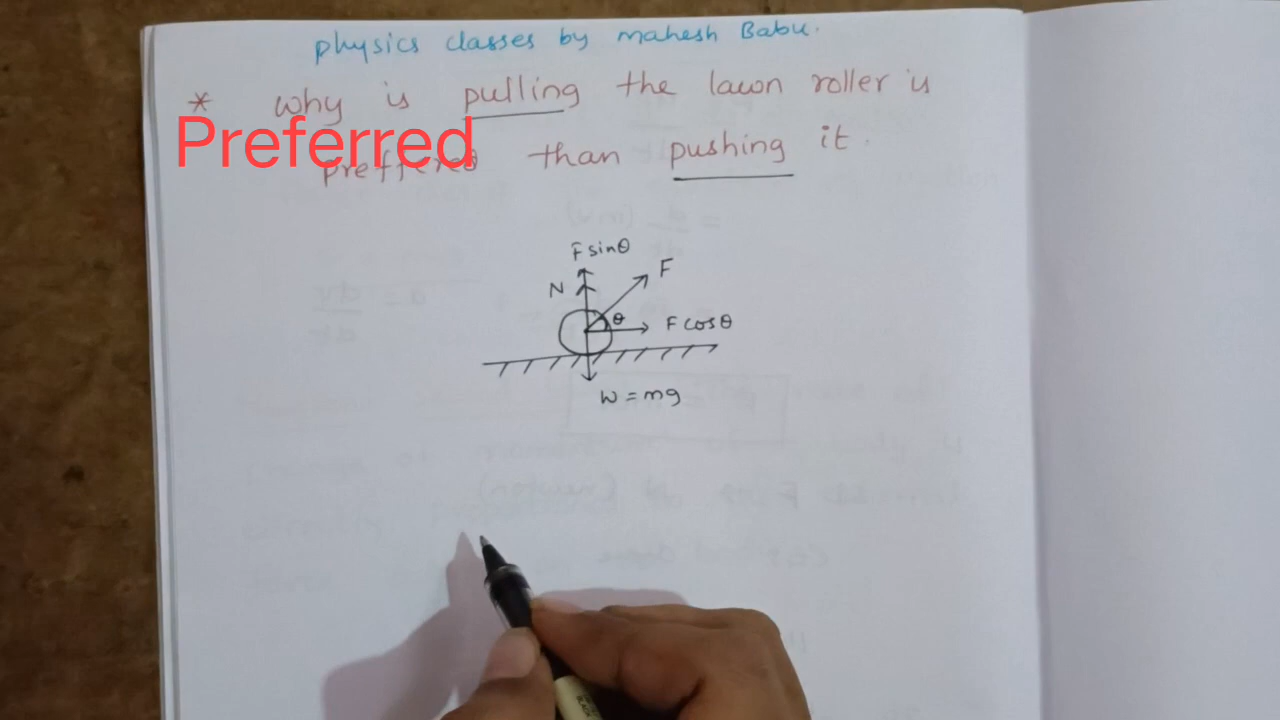 physics classes by mahesh Babu.
* why is pulling the lawn roller is
Preferred
preffered than pushing it.
F sinθ
F
N
θ
F cosθ
W = mg